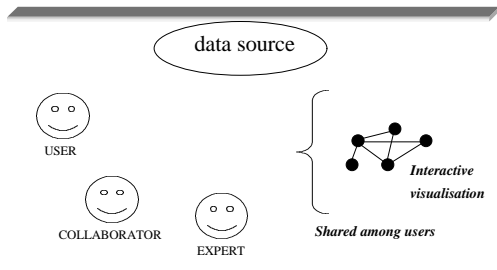 data source
USER
COLLABORATOR
EXPERT
Interactive
visualisation
Shared among users